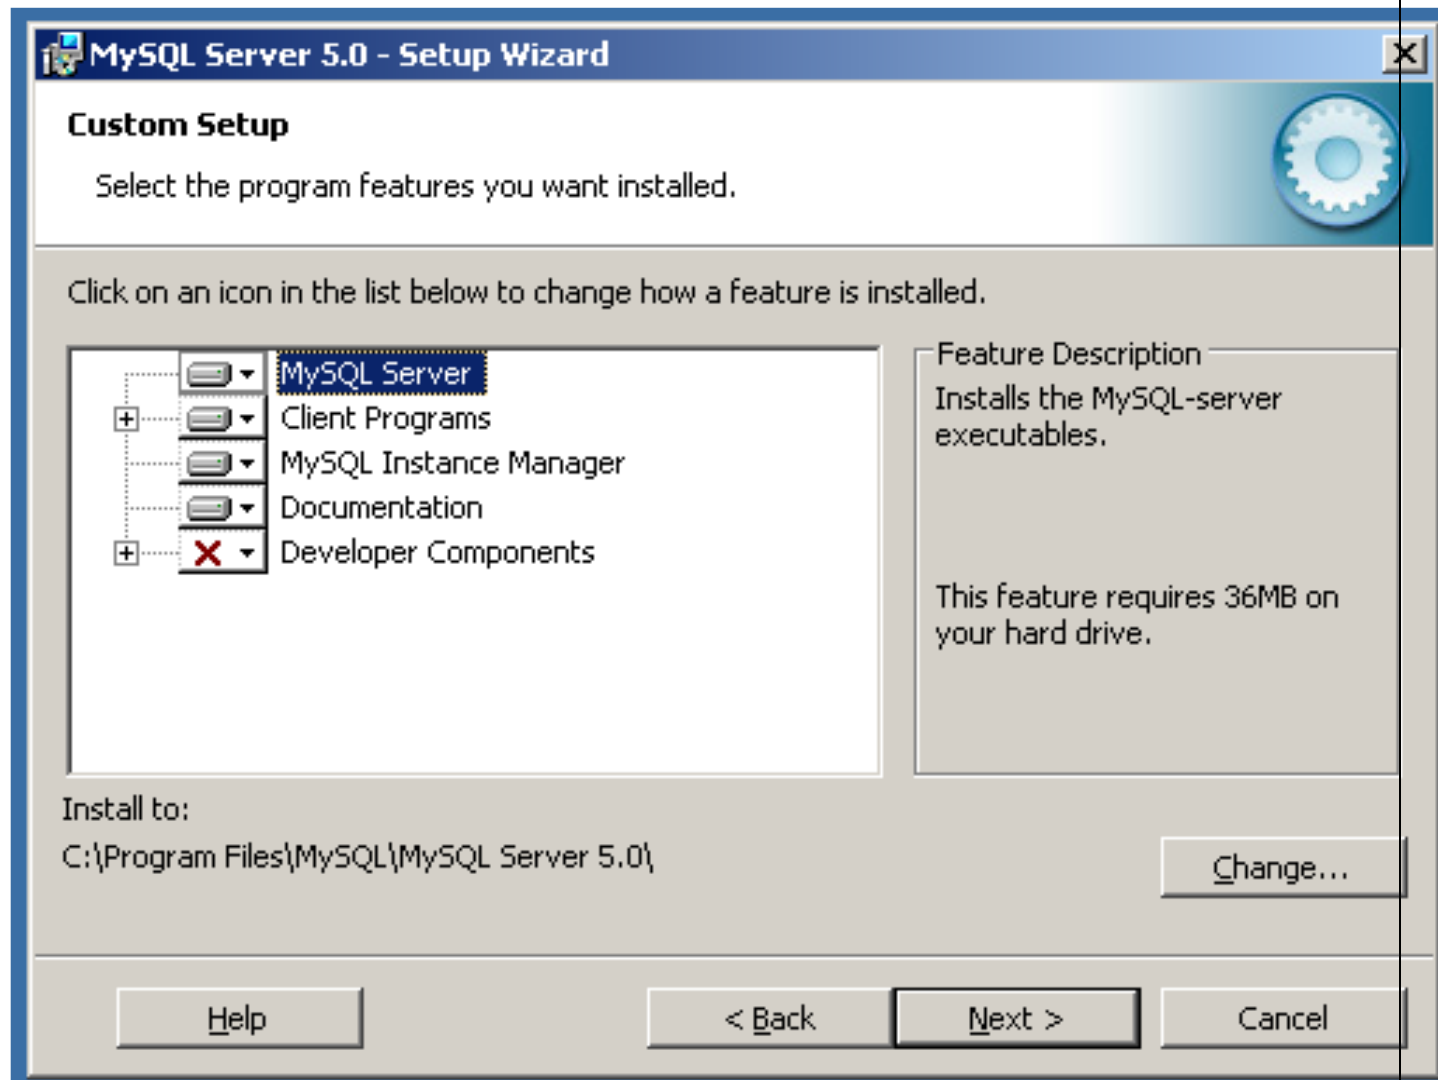 MySQL Server 5.0 - Setup Wizard
Custom Setup
Select the program features you want installed.
Click on an icon in the list below to change how a feature is installed.
MySQL Server
Client Programs
MySQL Instance Manager
Documentation
Developer Components
Feature Description
Installs the MySQL-server
executables.
This feature requires 36MB on
your hard drive.
Install to:
C:\Program Files\MySQL\MySQL Server 5.0\
Change...
Help
< Back
Next >
Cancel